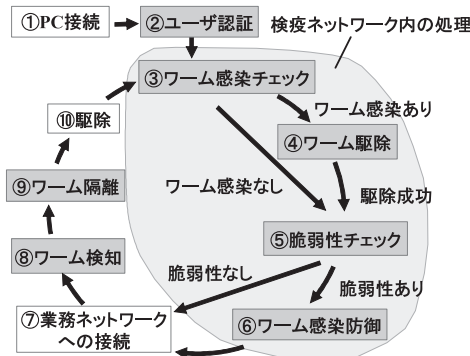 ①PC接続
②ユーザ認証
検疫ネットワーク内の処理
③ワーム感染チェック
ワーム感染あり
⑩駆除
④ワーム駆除
⑨ワーム隔離
ワーム感染なし
駆除成功
⑤脆弱性チェック
⑧ワーム検知
脆弱性なし
脆弱性あり
⑦業務ネットワーク
への接続
⑥ワーム感染防御